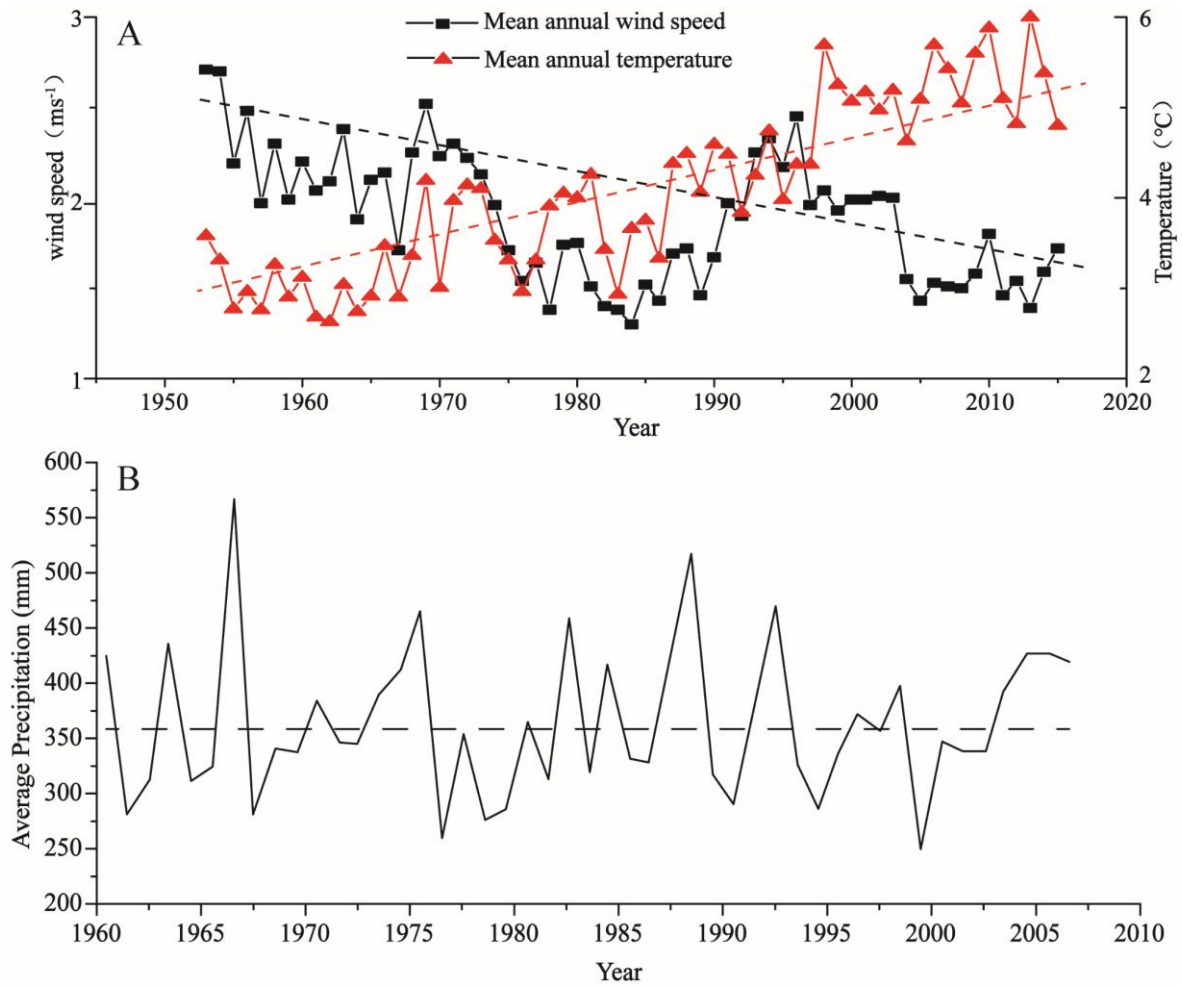 A
Mean annual wind speed
Mean annual temperature
wind speed (ms⁻¹)
3
2
1
6
4
2
Temperature (℃)
1950 1960 1970 1980 1990 2000 2010 2020
Year
B
Average Precipitation (mm)
600
550
500
450
400
350
300
250
200
1960 1965 1970 1975 1980 1985 1990 1995 2000 2005 2010
Year